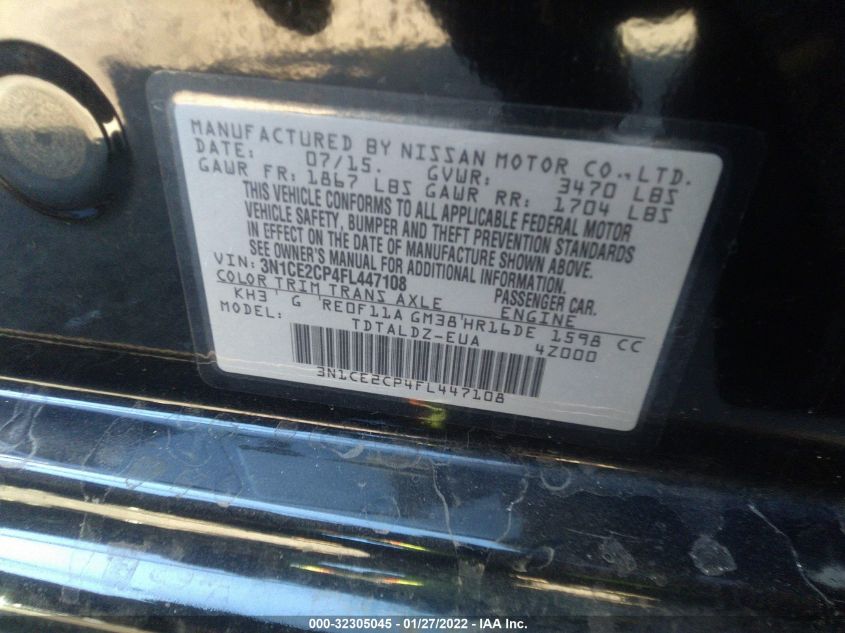 MANUFACTURED BY NISSAN MOTOR CO.,LTD.
DATE: 07/15. GVWR: 3470 LBS
GAWR FR: 1867 LBS GAWR RR: 1704 LBS
THIS VEHICLE CONFORMS TO ALL APPLICABLE FEDERAL MOTOR
VEHICLE SAFETY, BUMPER AND THEFT PREVENTION STANDARDS
IN EFFECT ON THE DATE OF MANUFACTURE SHOWN ABOVE.
SEE OWNER'S MANUAL FOR ADDITIONAL INFORMATION.
VIN: 3N1CE2CP4FL447108 PASSENGER CAR.
COLOR TRIM TRANS AXLE ENGINE
KH3' G 'RE0F11A GM38'HR16DE 1598 CC
MODEL: TDTALDZ-EUA 4Z000
3N1CE2CP4FL447108
000-32305045 - 01/27/2022 - IAA Inc.